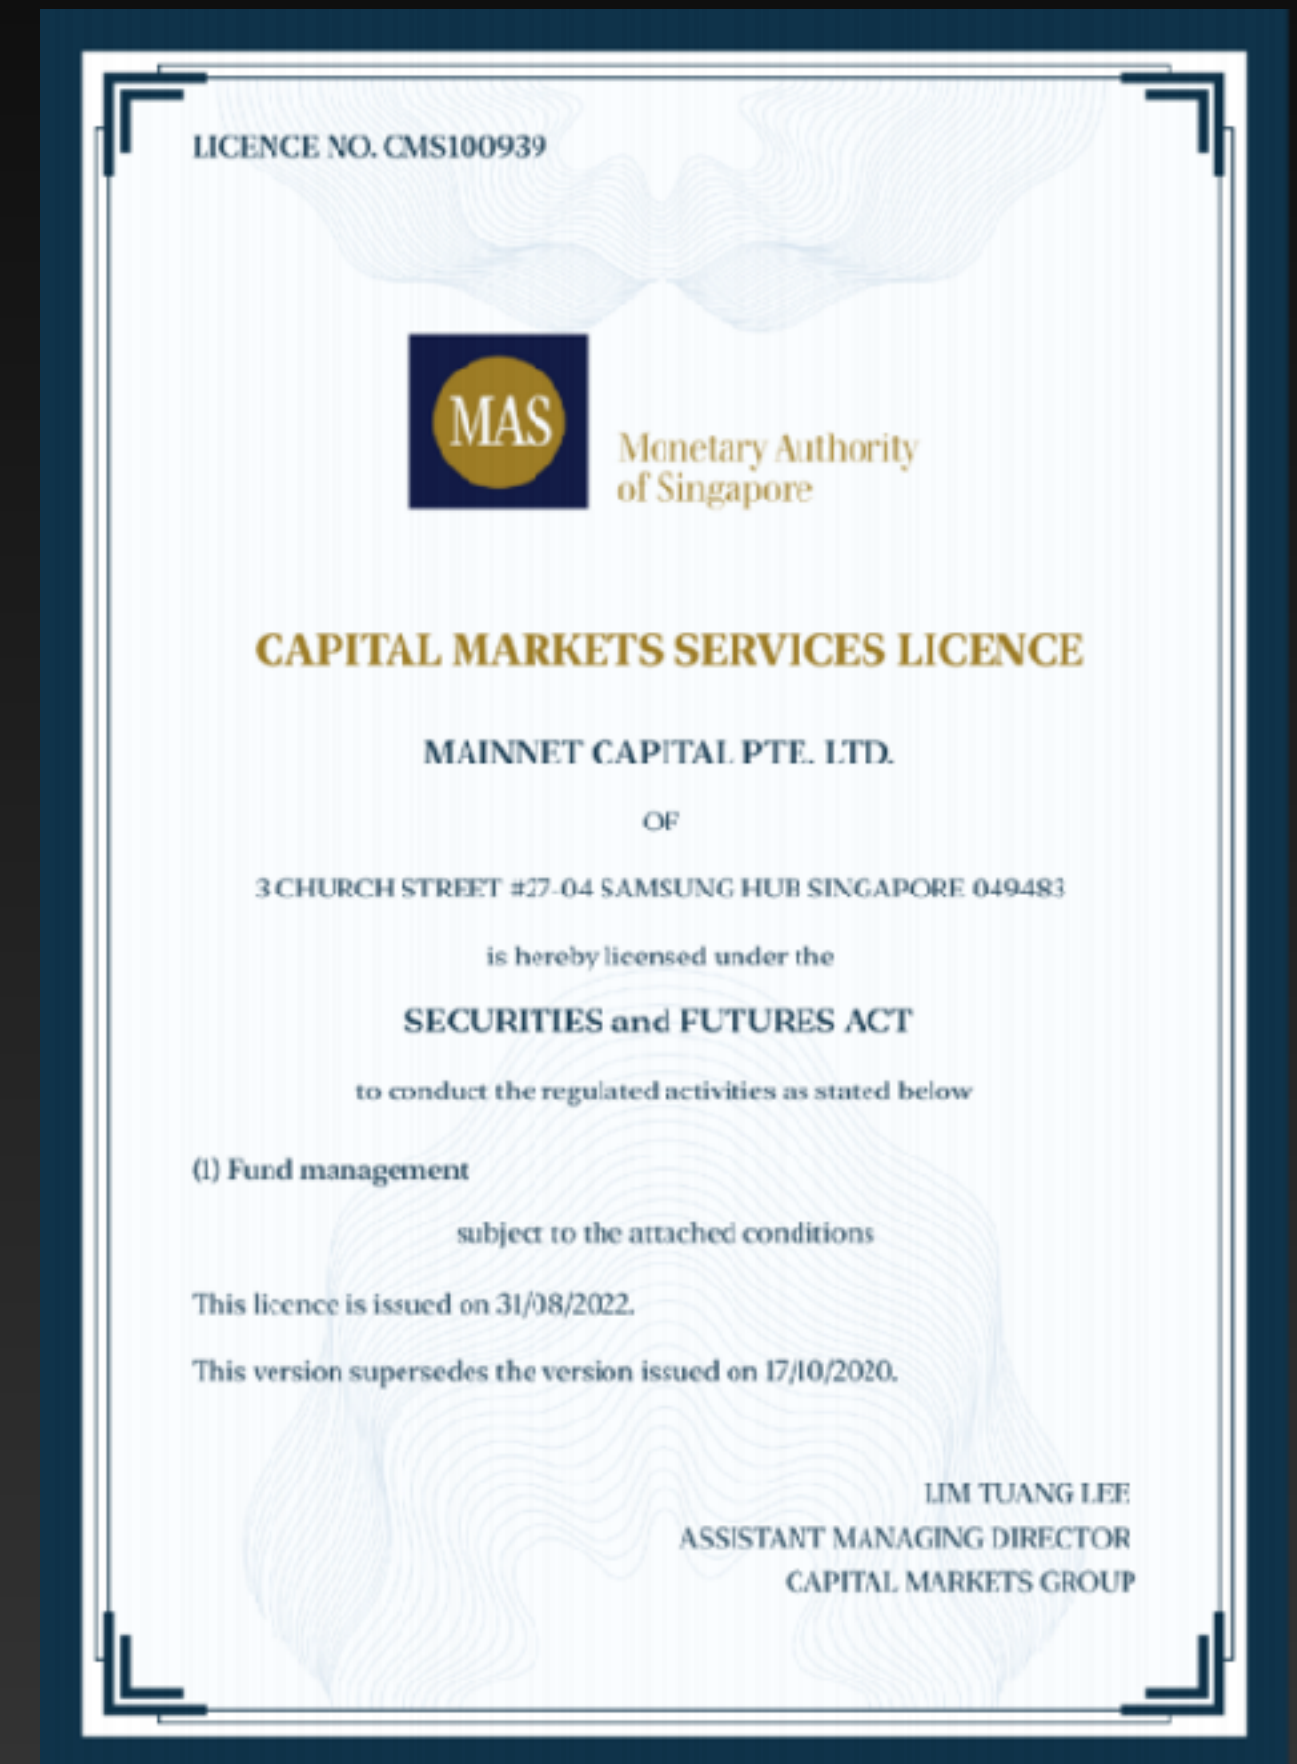 LICENCE NO. CMS100939
MAS
Monetary Authority
of Singapore
CAPITAL MARKETS SERVICES LICENCE
MAINNET CAPITAL PTE. LTD.
OF
3 CHURCH STREET #27-04 SAMSUNG HUB SINGAPORE 049483
is hereby licensed under the
SECURITIES and FUTURES ACT
to conduct the regulated activities as stated below
(1) Fund management
subject to the attached conditions
This licence is issued on 31/08/2022.
This version supersedes the version issued on 17/10/2020.
LIM TUANG LEE
ASSISTANT MANAGING DIRECTOR
CAPITAL MARKETS GROUP